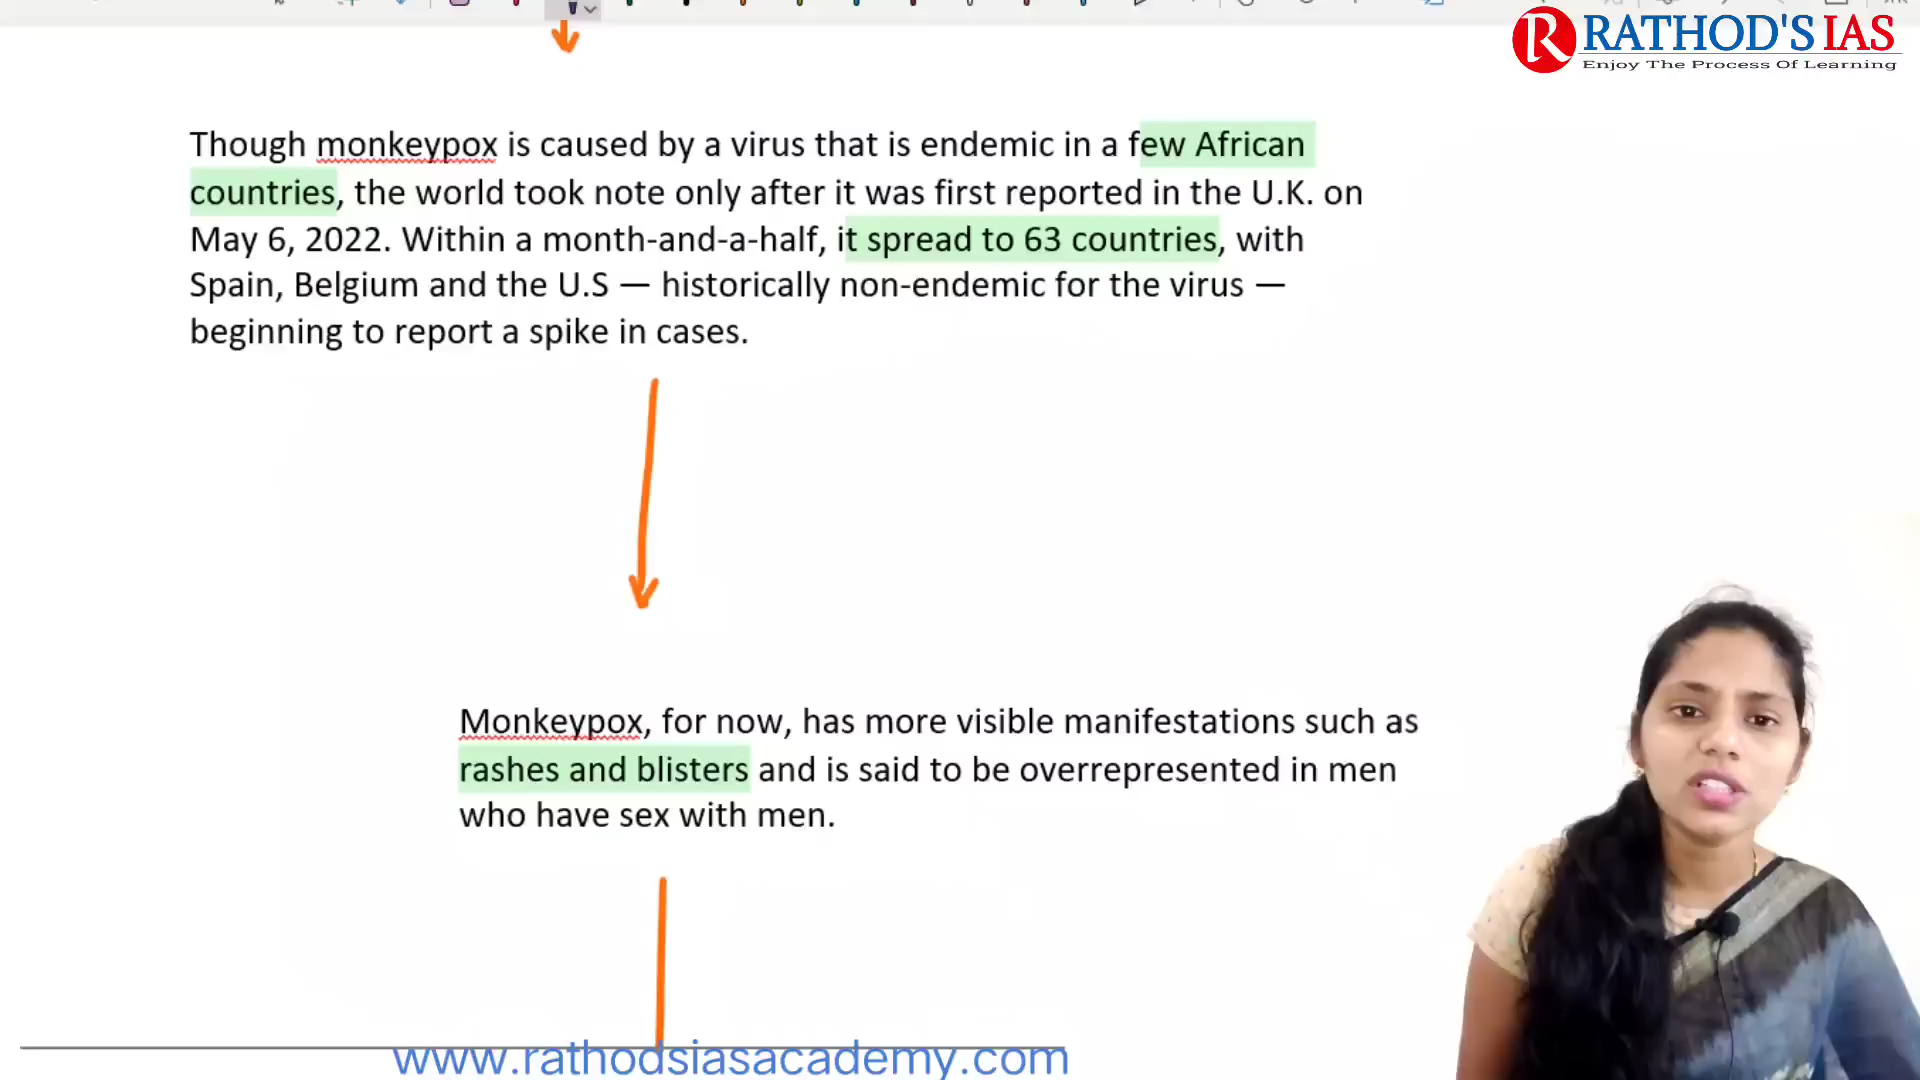 RATHOD'S IAS
Enjoy The Process Of Learning
Though monkeypox is caused by a virus that is endemic in a few African
countries, the world took note only after it was first reported in the U.K. on
May 6, 2022. Within a month-and-a-half, it spread to 63 countries, with
Spain, Belgium and the U.S — historically non-endemic for the virus —
beginning to report a spike in cases.
Monkeypox, for now, has more visible manifestations such as
rashes and blisters and is said to be overrepresented in men
who have sex with men.
www.rathodsiasacademy.com